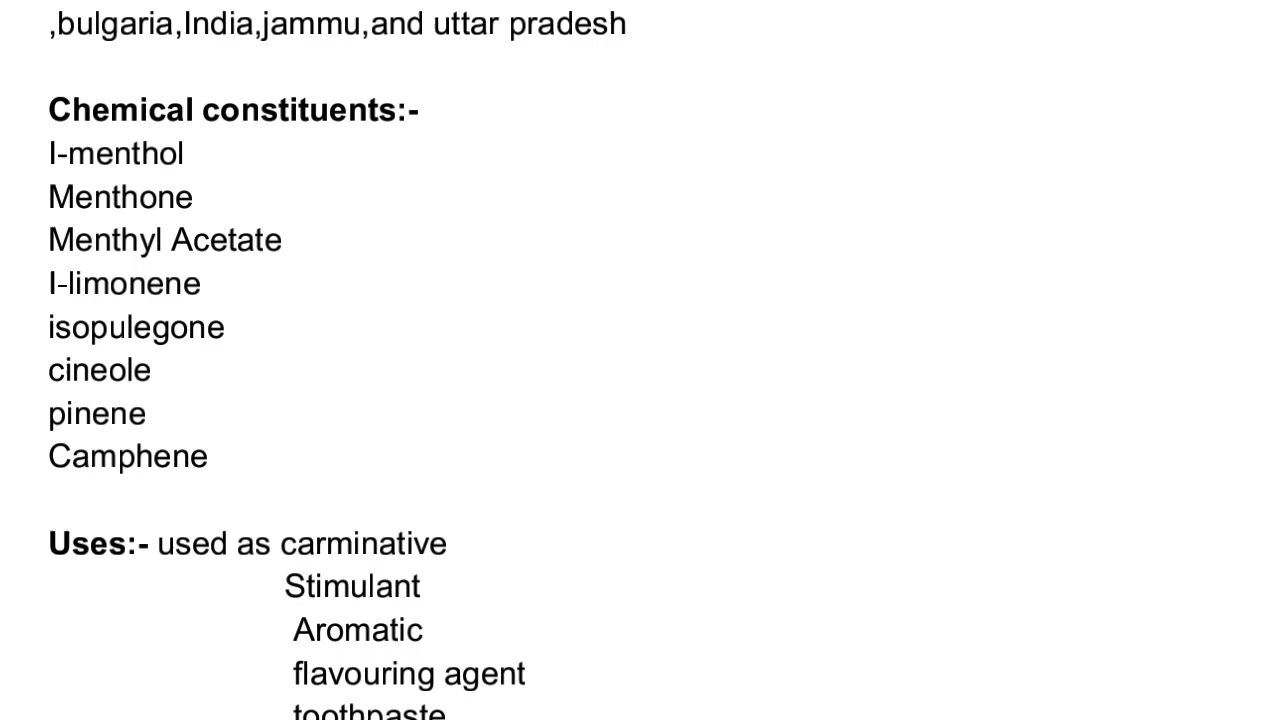 ,bulgaria,India,jammu,and uttar pradesh
Chemical constituents:-
l-menthol
Menthone
Menthyl Acetate
l-limonene
isopulegone
cineole
pinene
Camphene
Uses:- used as carminative
Stimulant
Aromatic
flavouring agent
toothpaste